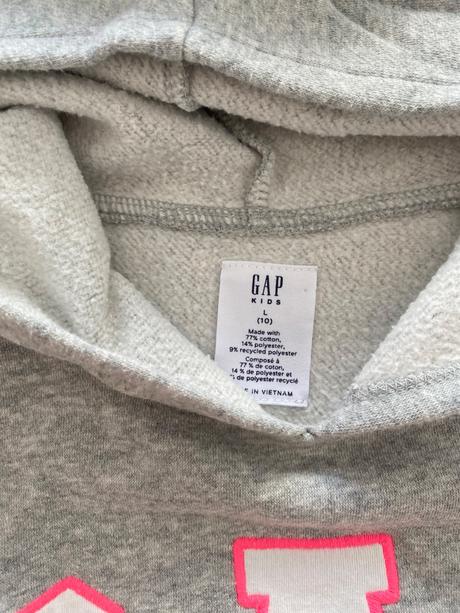 GAP
KIDS
L
(10)
Made with
77% cotton,
14% polyester,
9% recycled polyester
Composé à
77 % de coton,
14 % de polyester et
% de polyester recyclé
IN VIETNAM